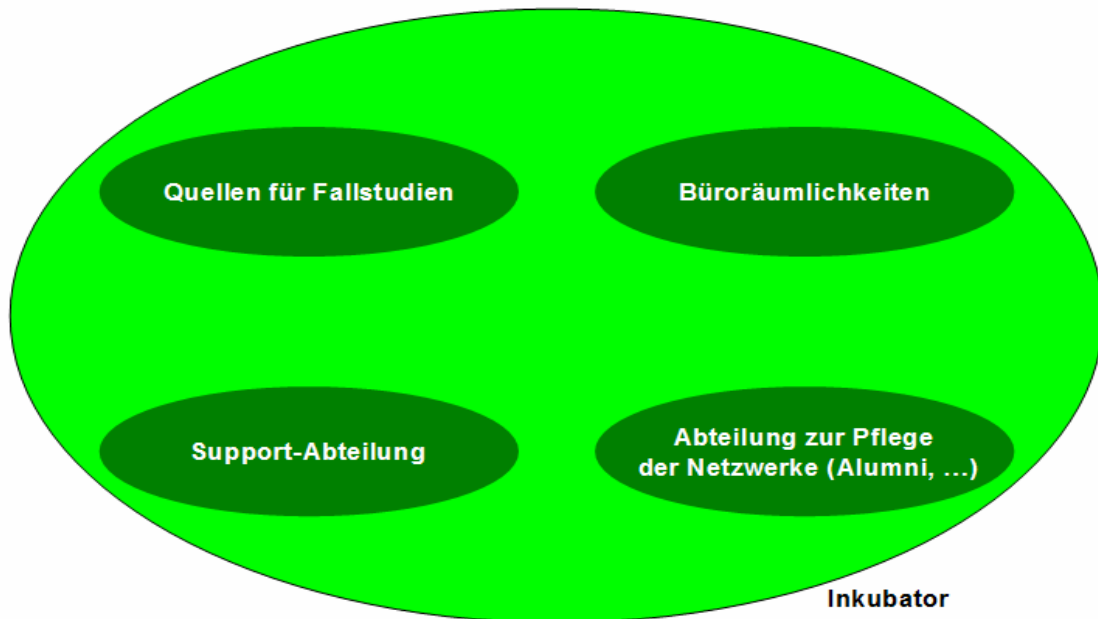 Quellen für Fallstudien
Büroräumlichkeiten
Support-Abteilung
Abteilung zur Pflege
der Netzwerke (Alumni, ...)
Inkubator